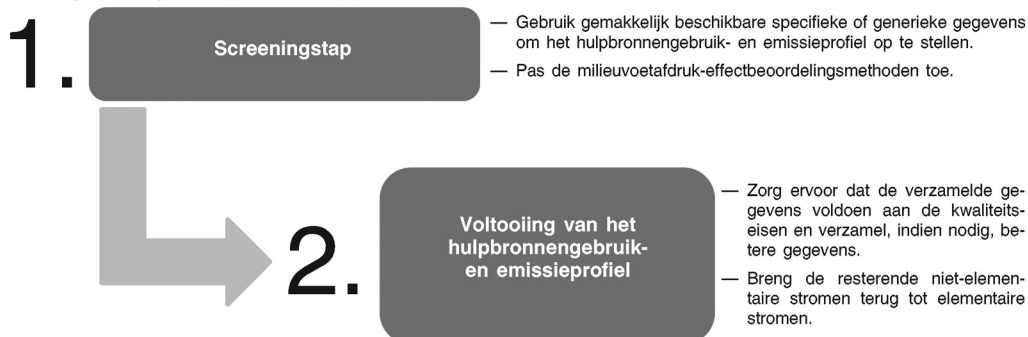 1.
Screeningstap
— Gebruik gemakkelijk beschikbare specifieke of generieke gegevens
om het hulpbronnengebruik- en emissieprofiel op te stellen.
— Pas de milieuvoetafdruk-effectbeoordelingsmethoden toe.
2.
Voltooiing van het
hulpbronnengebruik-
en emissieprofiel
— Zorg ervoor dat de verzamelde ge-
gevens voldoen aan de kwaliteits-
eisen en verzamel, indien nodig, be-
tere gegevens.
— Breng de resterende niet-elemen-
taire stromen terug tot elementaire
stromen.